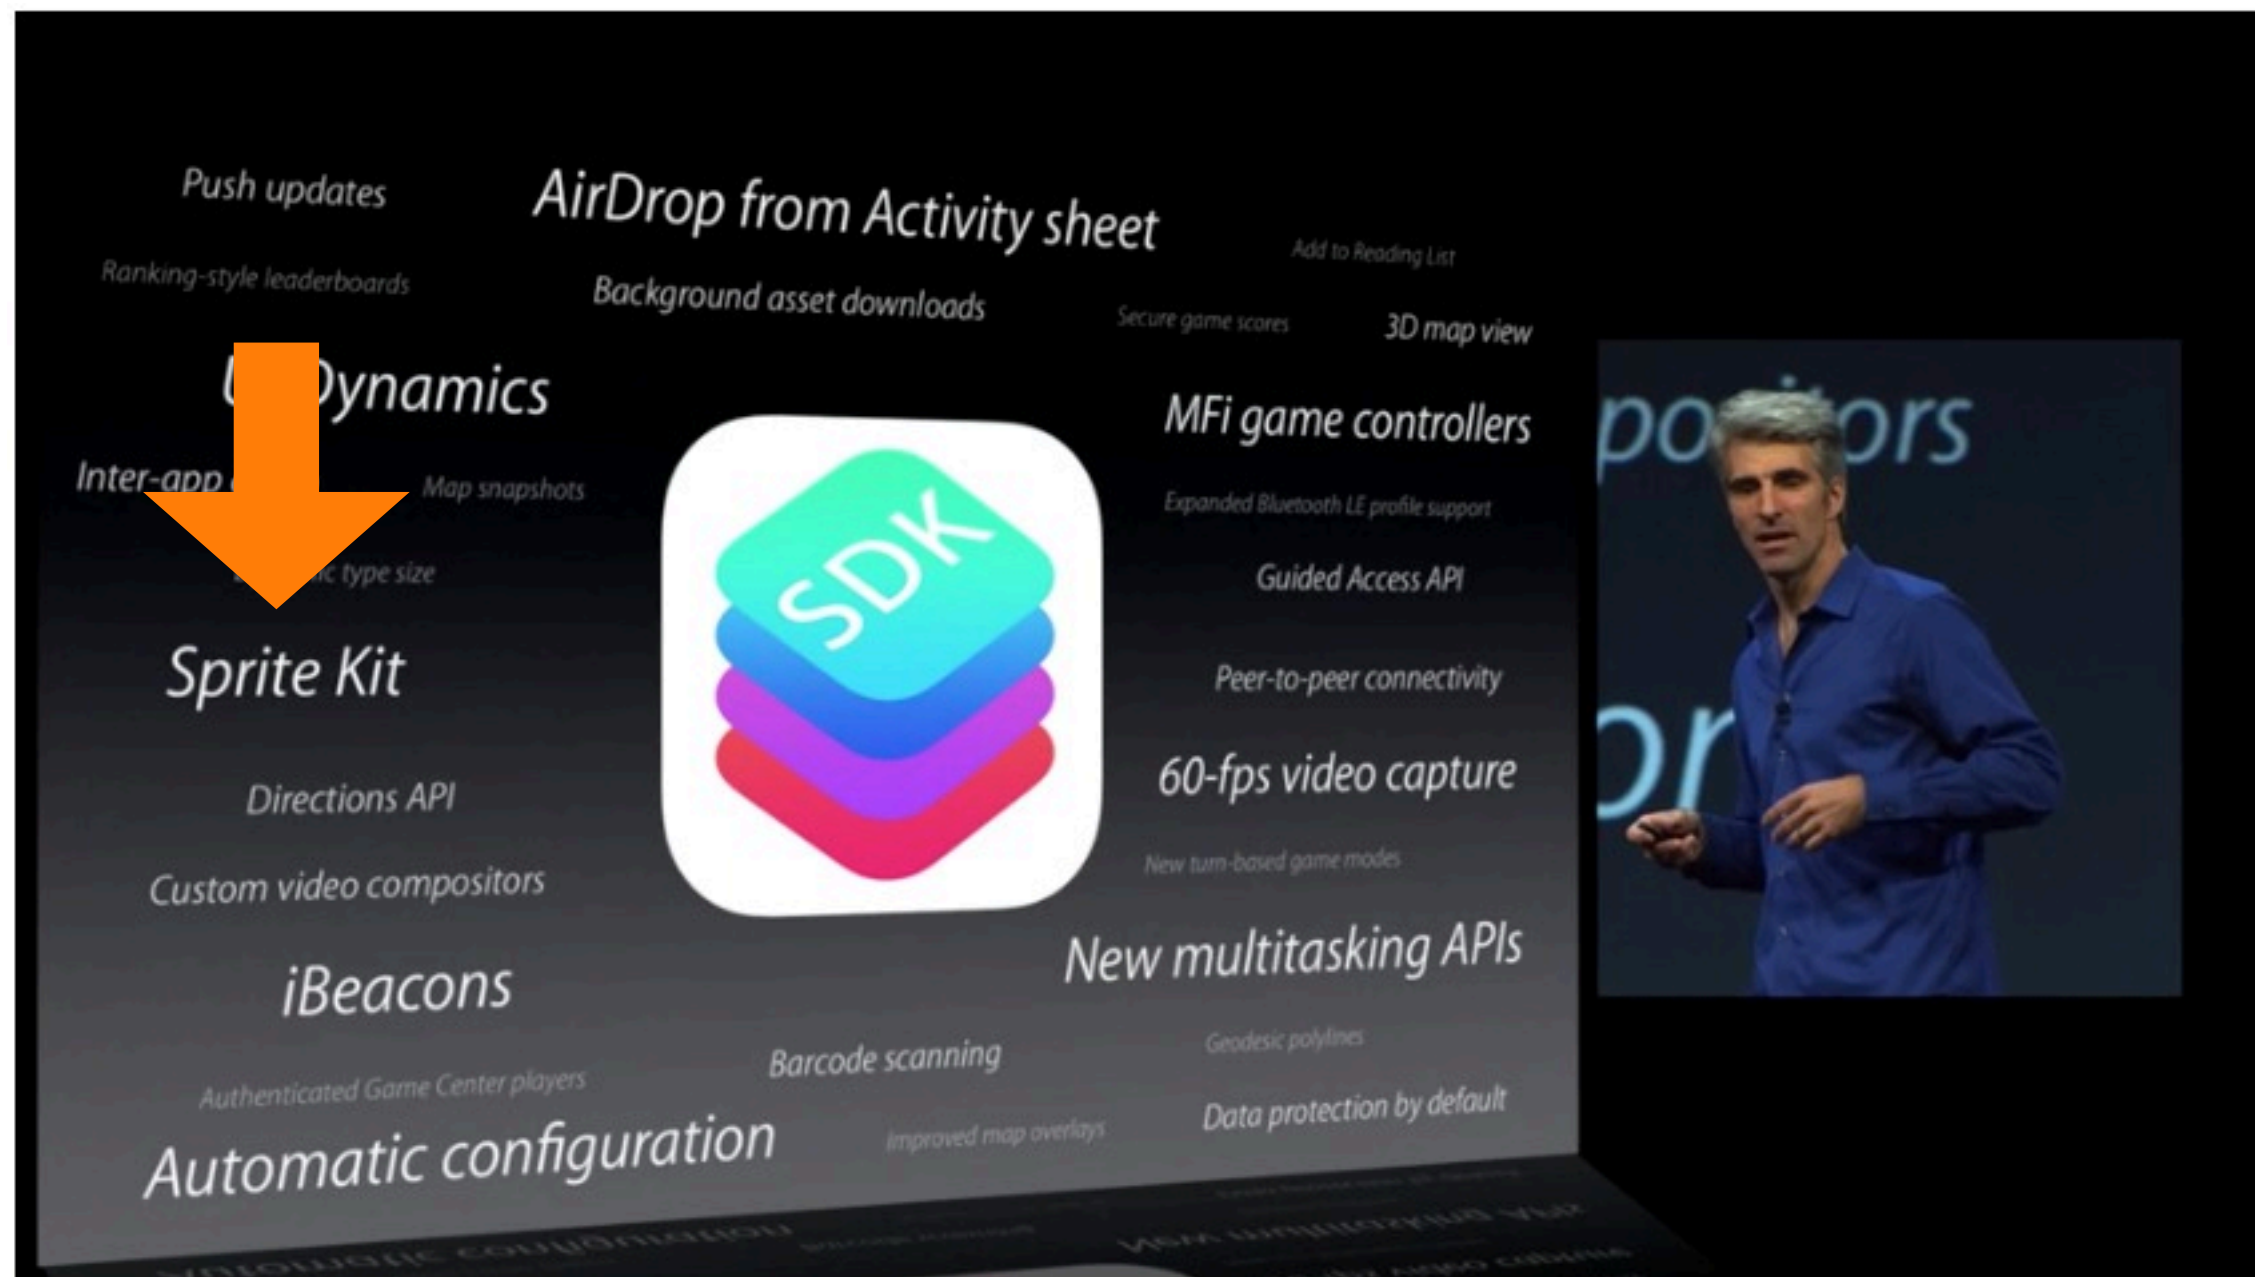 Push updates
AirDrop from Activity sheet
Add to Reading List
Ranking-style leaderboards
Background asset downloads
Secure game scores
3D map view
Dynamics
MFi game controllers
Inter-app
Map snapshots
Expanded Bluetooth LE profile support
type size
Guided Access API
SDK
Sprite Kit
Peer-to-peer connectivity
Directions API
60-fps video capture
Custom video compositors
New turn-based game modes
iBeacons
New multitasking APIs
Barcode scanning
Geodesic polylines
Authenticated Game Center players
Data protection by default
Automatic configuration
Improved map overlays